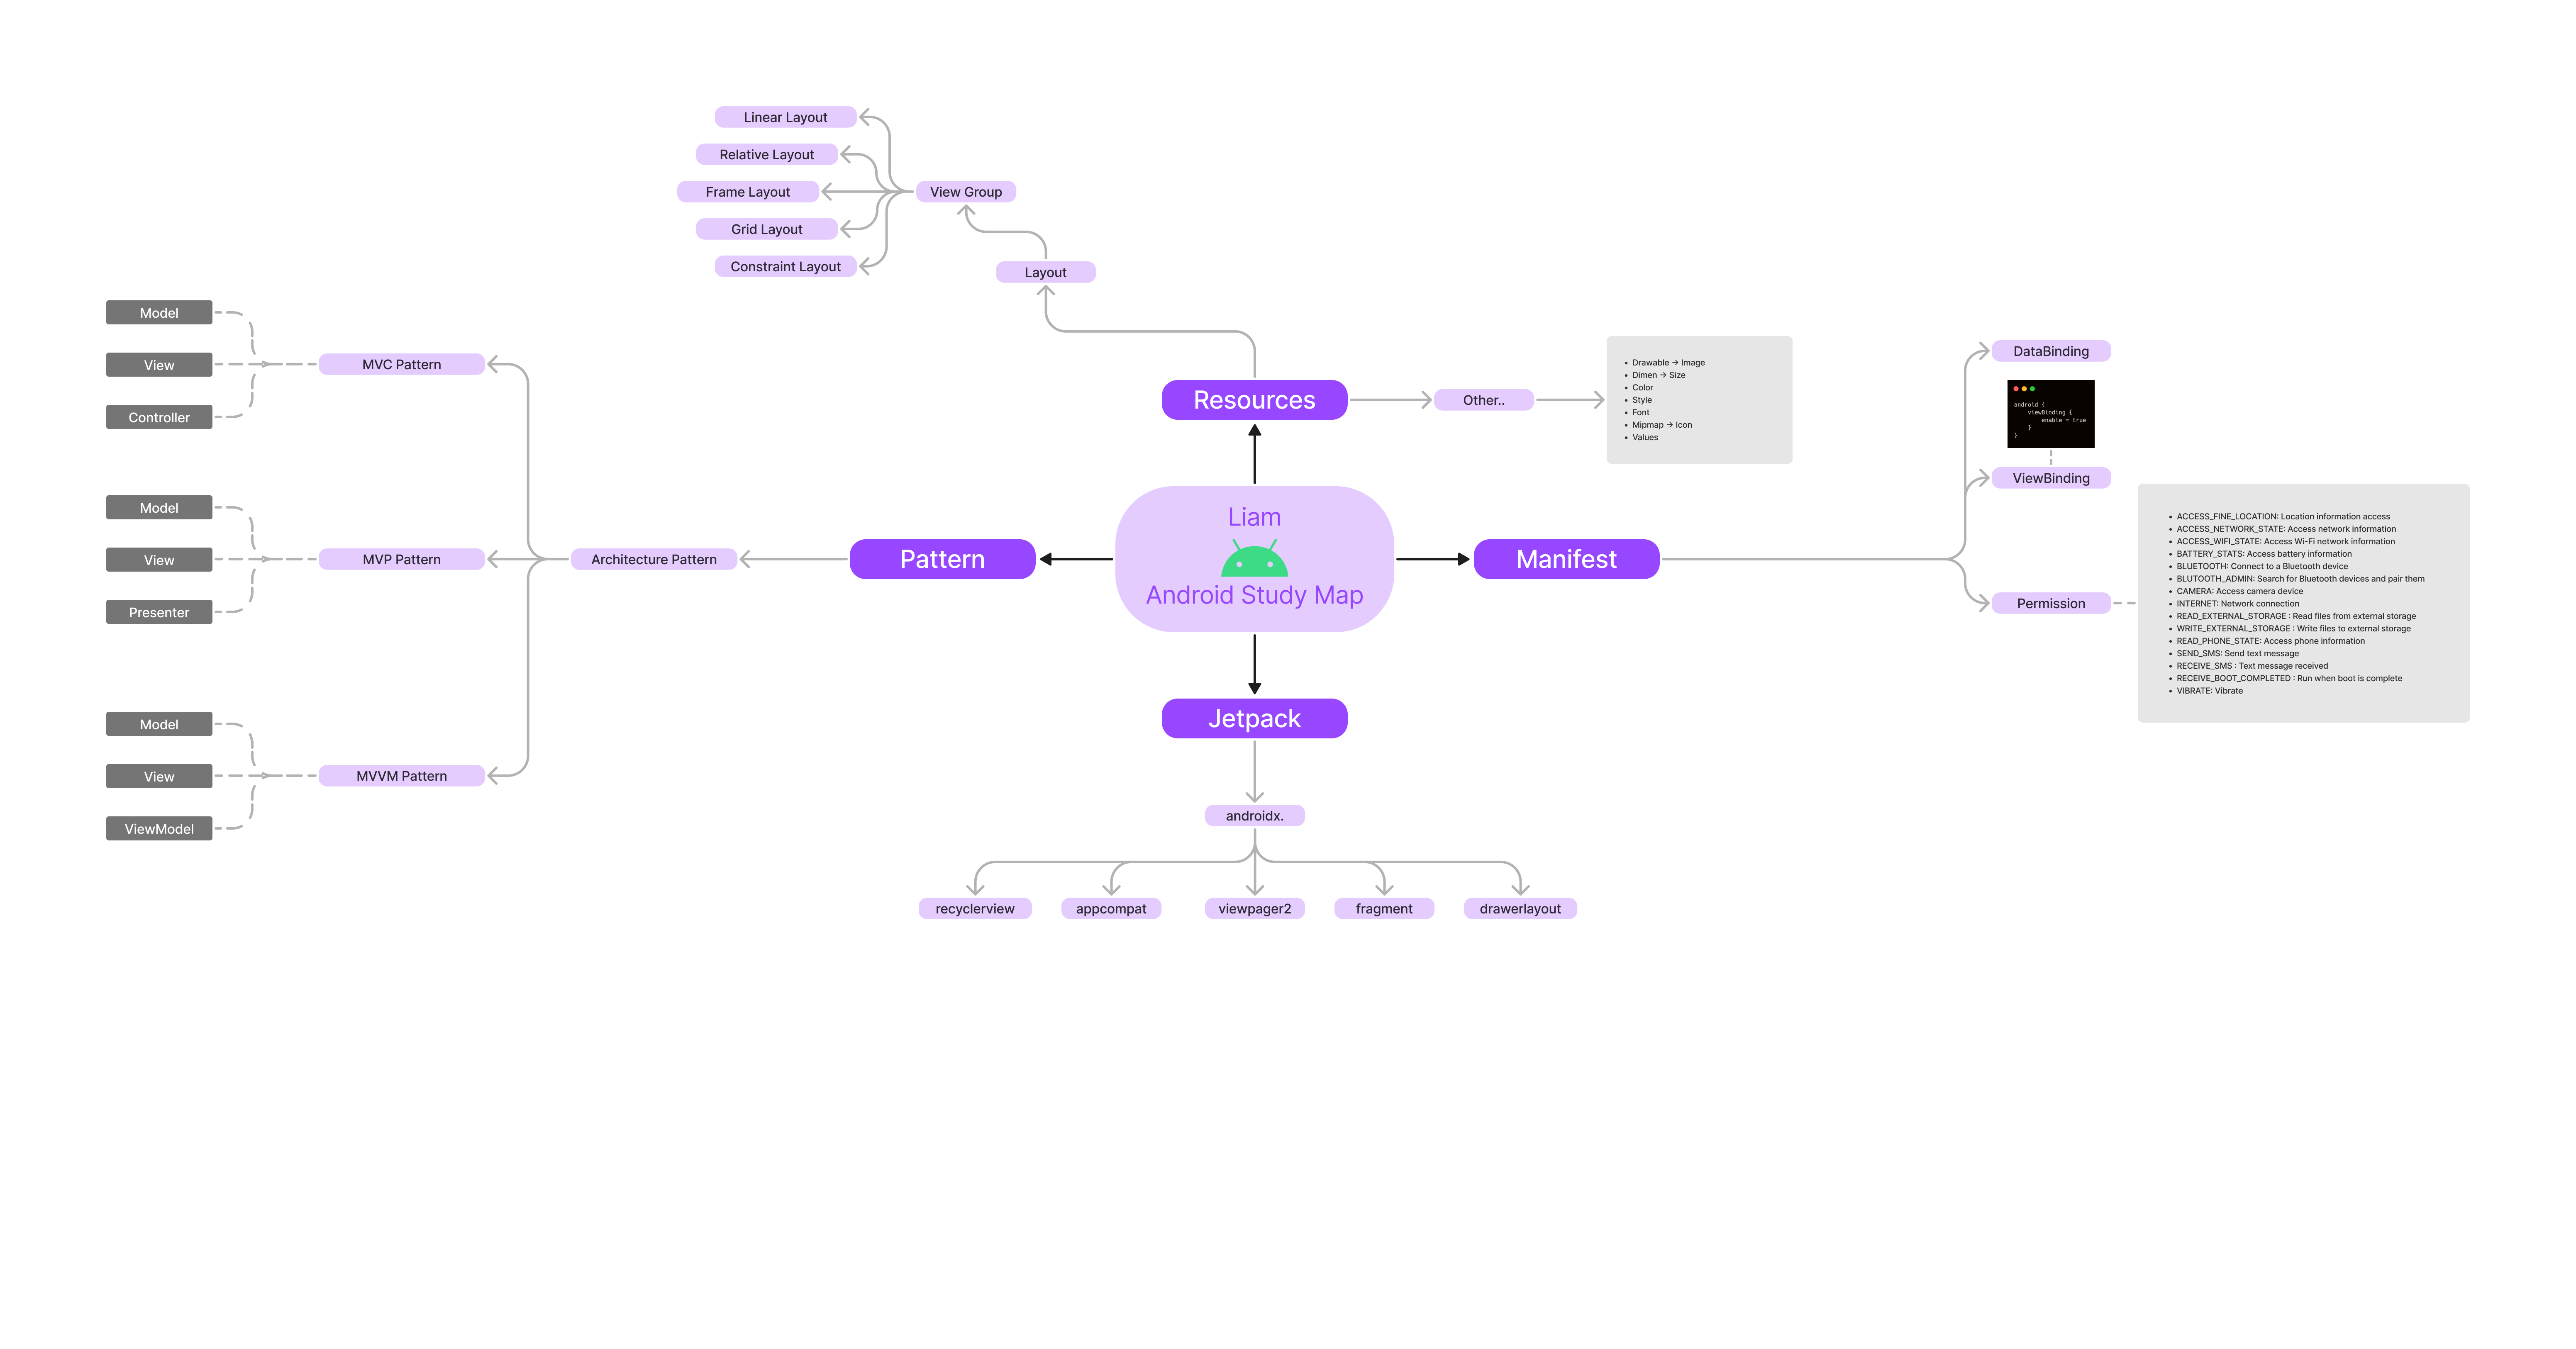 Linear Layout
Relative Layout
Frame Layout
Grid Layout
Constraint Layout
View Group
Layout
Model
View
Controller
MVC Pattern
Model
View
Presenter
MVP Pattern
Model
View
ViewModel
MVVM Pattern
Architecture Pattern
Pattern
Resources
Other..
• Drawable → Image
• Dimen → Size
• Color
• Style
• Font
• Mipmap → Icon
• Values
Liam
Android Study Map
Manifest
DataBinding
android {
    viewBinding {
        enable = true
    }
}
ViewBinding
Permission
• ACCESS_FINE_LOCATION: Location information access
• ACCESS_NETWORK_STATE: Access network information
• ACCESS_WIFI_STATE: Access Wi-Fi network information
• BATTERY_STATS: Access battery information
• BLUETOOTH: Connect to a Bluetooth device
• BLUTOOTH_ADMIN: Search for Bluetooth devices and pair them
• CAMERA: Access camera device
• INTERNET: Network connection
• READ_EXTERNAL_STORAGE : Read files from external storage
• WRITE_EXTERNAL_STORAGE : Write files to external storage
• READ_PHONE_STATE: Access phone information
• SEND_SMS: Send text message
• RECEIVE_SMS : Text message received
• RECEIVE_BOOT_COMPLETED : Run when boot is complete
• VIBRATE: Vibrate
Jetpack
androidx.
recyclerview
appcompat
viewpager2
fragment
drawerlayout